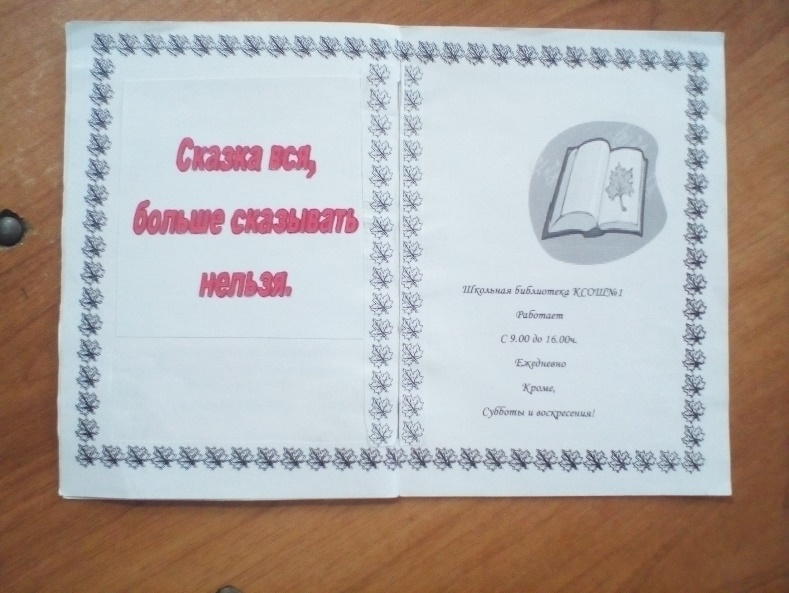 Сказка вся,
больше сказывать
нельзя.
Школьная библиотека КСОШ№1
Работает
С 9.00 до 16.00ч.
Ежедневно
Кроме,
Субботы и воскресения!